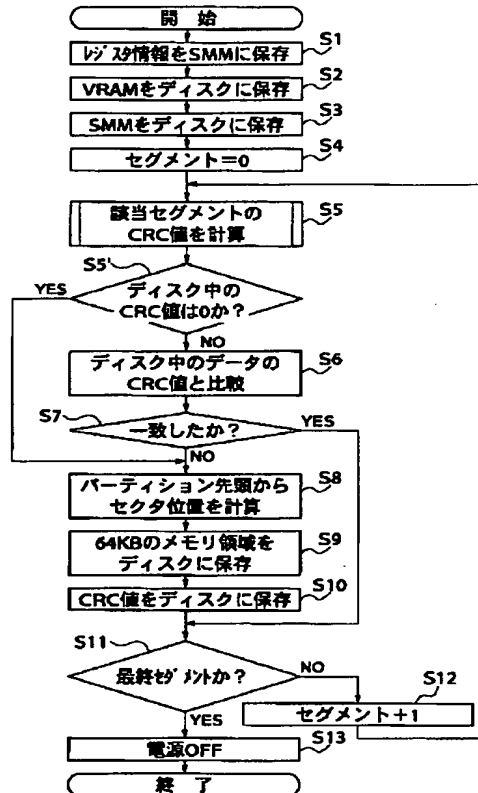 開 始
レジスタ情報をSMMに保存
S1
VRAMをディスクに保存
S2
SMMをディスクに保存
S3
セグメント=0
S4
該当セグメントの
CRC値を計算
S5
S5'
YES
ディスク中の
CRC値は0か?
NO
ディスク中のデータの
CRC値と比較
S6
S7
一致したか?
YES
NO
パーティション先頭から
セクタ位置を計算
S8
64KBのメモリ領域を
ディスクに保存
S9
CRC値をディスクに保存
S10
S11
最終セグメントか?
NO
S12
セグメント+1
YES
電源OFF
S13
終 了